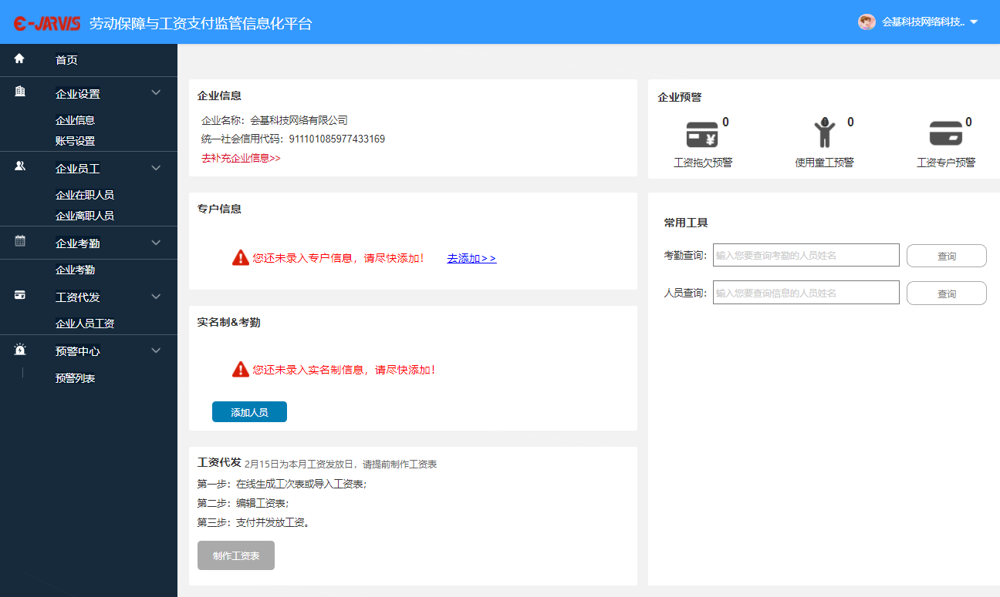 E-JARVIS 劳动保障与工资支付监管信息化平台
会基科技网络科技..
首页
企业设置
企业信息
账号设置
企业员工
企业在职人员
企业离职人员
企业考勤
企业考勤
工资代发
企业人员工资
预警中心
预警列表
企业信息
企业名称：会基科技网络有限公司
统一社会信用代码：911101085977433169
去补充企业信息>>
专户信息
您还未录入专户信息，请尽快添加！ 去添加>>
实名制&考勤
您还未录入实名制信息，请尽快添加！
添加人员
工资代发 2月15日为本月工资发放日，请提前制作工资表
第一步：在线生成工次表或导入工资表；
第二步：编辑工资表；
第三步：支付并发放工资。
制作工资表
企业预警
0 0 0 0
工资拖欠预警 使用童工预警 工资专户预警
常用工具
考勤查询： 输入您要查询考勤的人员姓名 查询
人员查询： 输入您要查询信息的人员姓名 查询